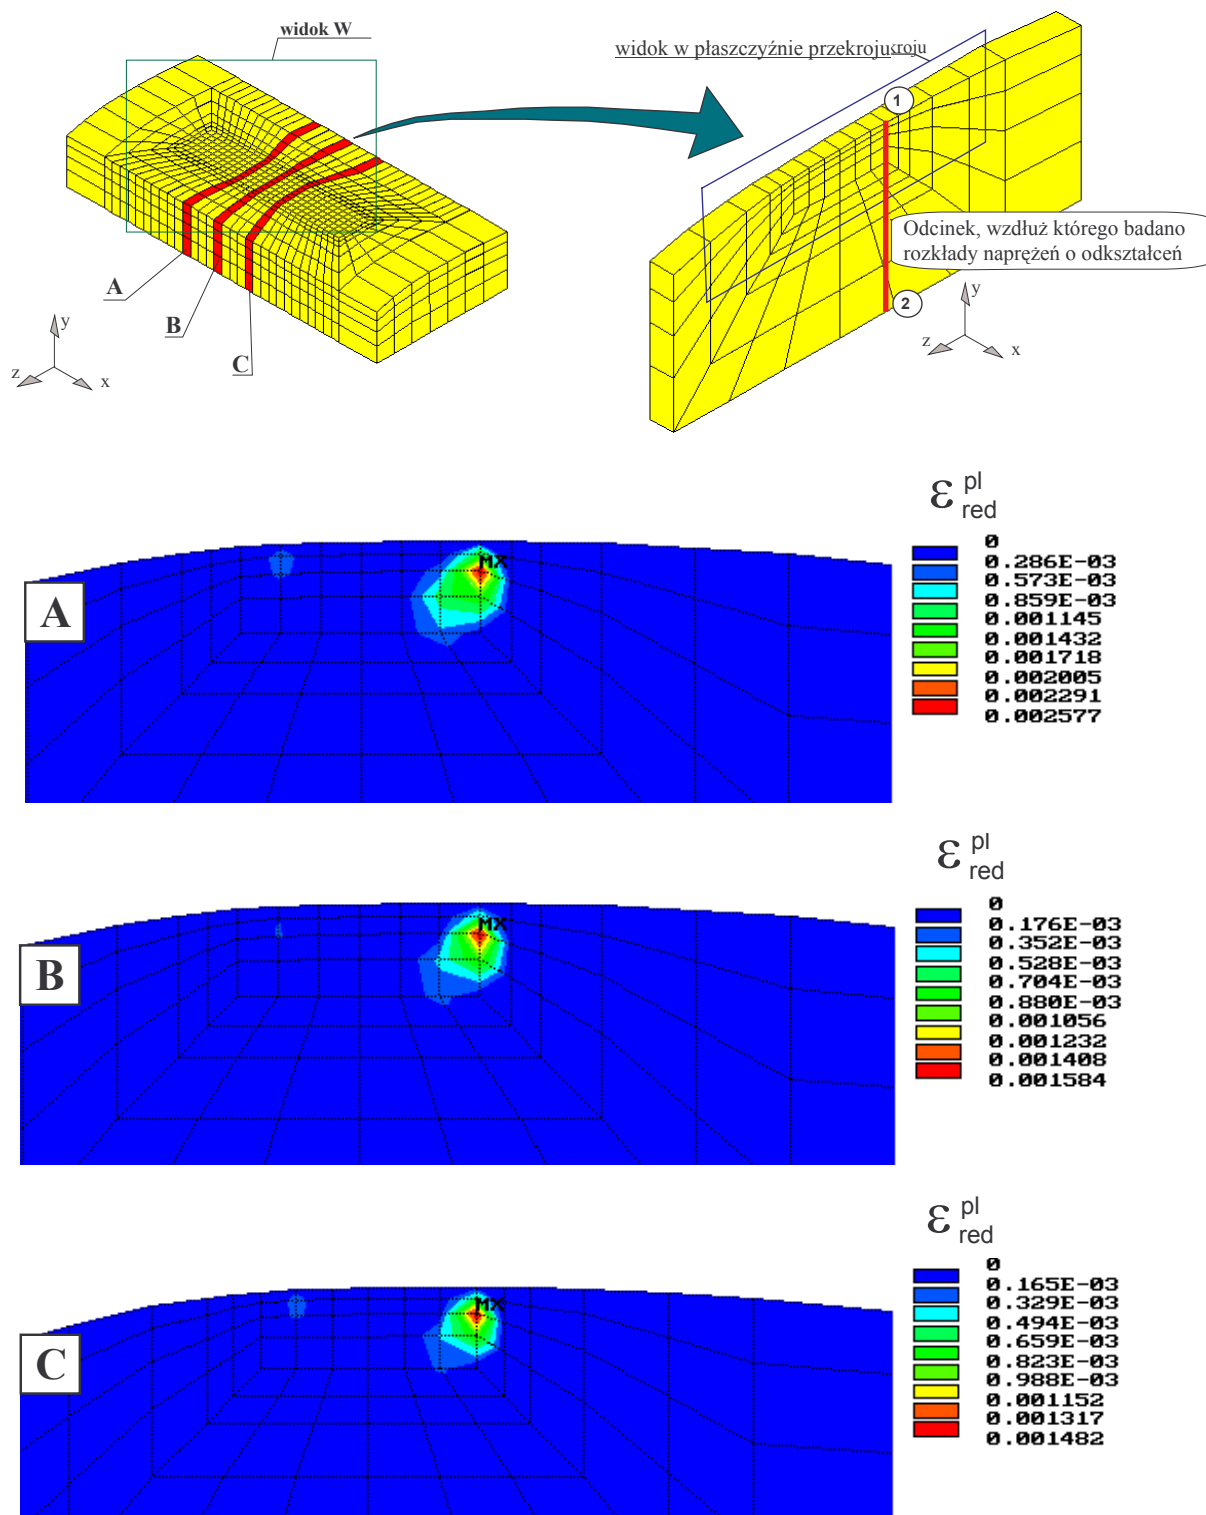 widok W
widok w płaszczyźnie przekrojukroju
1
Odcinek, wzdłuż którego badano
rozkłady naprężeń o odkształceń
2
A
B
C
y
z
x
y
z
x
ε pl red
0
0.286E-03
0.573E-03
0.859E-03
0.001145
0.001432
0.001718
0.002005
0.002291
0.002577
MX
A
ε pl red
0
0.176E-03
0.352E-03
0.528E-03
0.704E-03
0.880E-03
0.001056
0.001232
0.001408
0.001584
MX
B
ε pl red
0
0.165E-03
0.329E-03
0.494E-03
0.659E-03
0.823E-03
0.988E-03
0.001152
0.001317
0.001482
MX
C